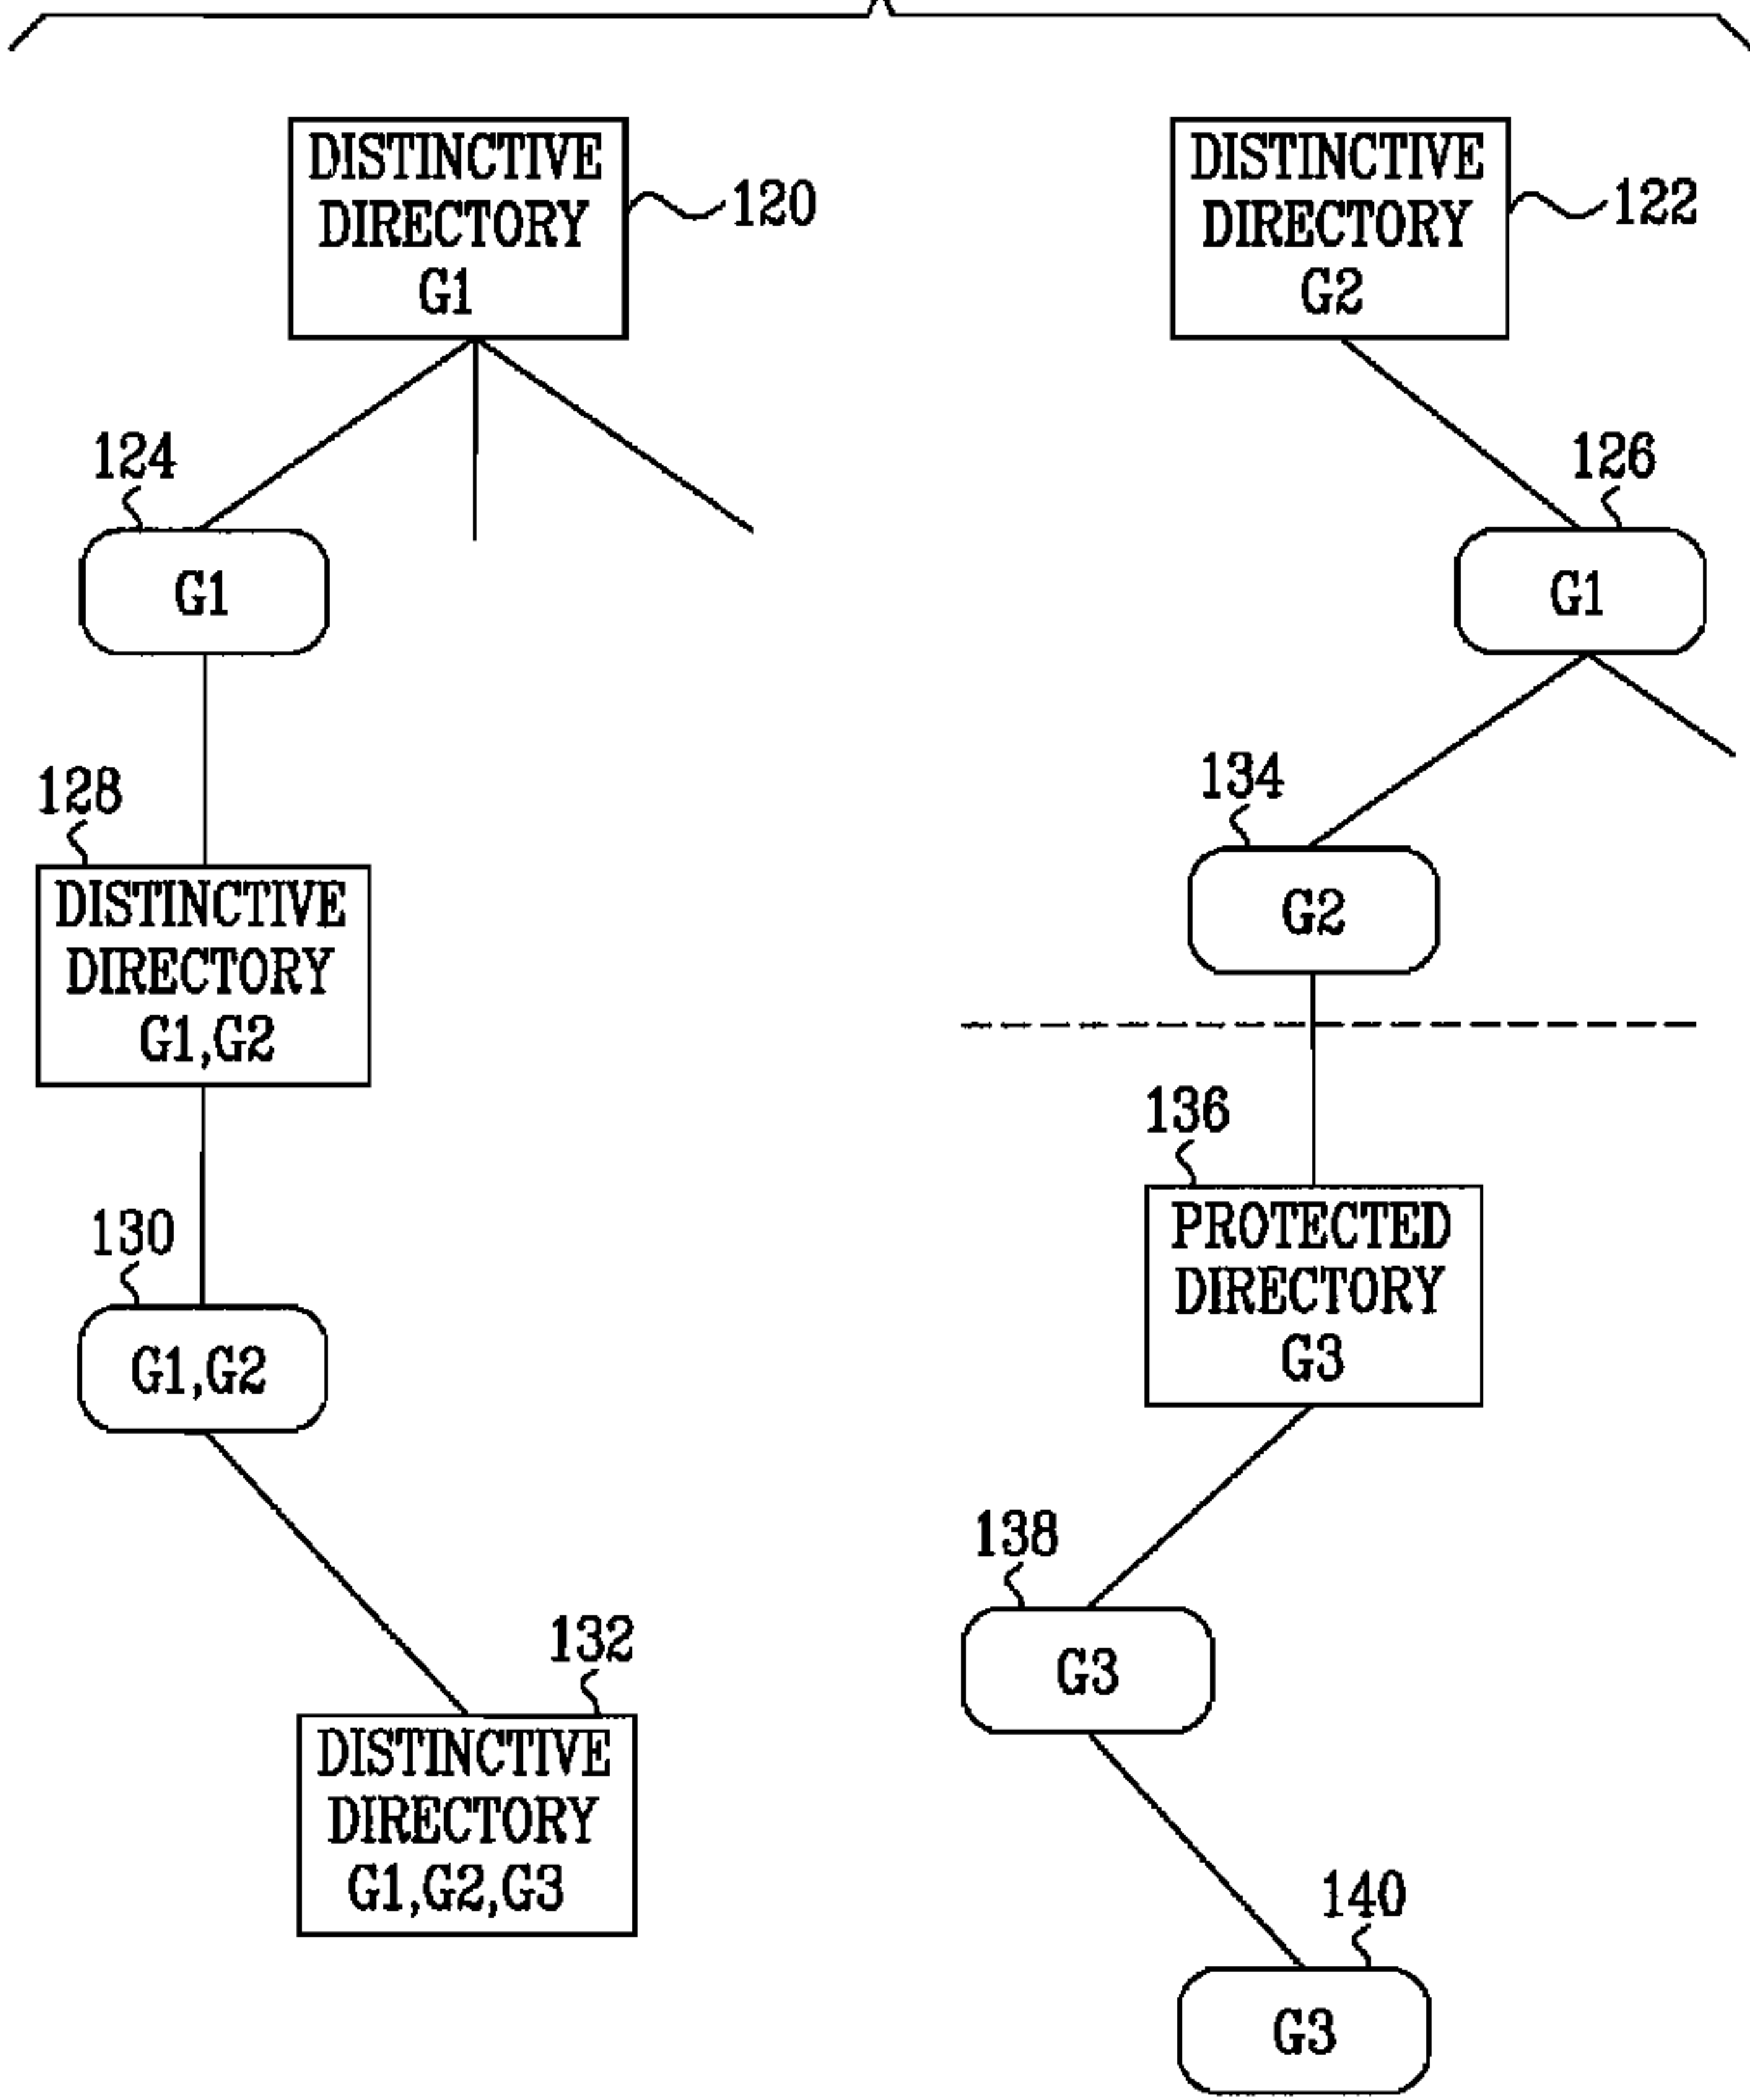 DISTINCTIVE
DIRECTORY
G1
120
DISTINCTIVE
DIRECTORY
G2
122
124
G1
126
G1
128
DISTINCTIVE
DIRECTORY
G1,G2
134
G2
130
G1,G2
136
PROTECTED
DIRECTORY
G3
138
G3
132
DISTINCTIVE
DIRECTORY
G1,G2,G3
140
G3